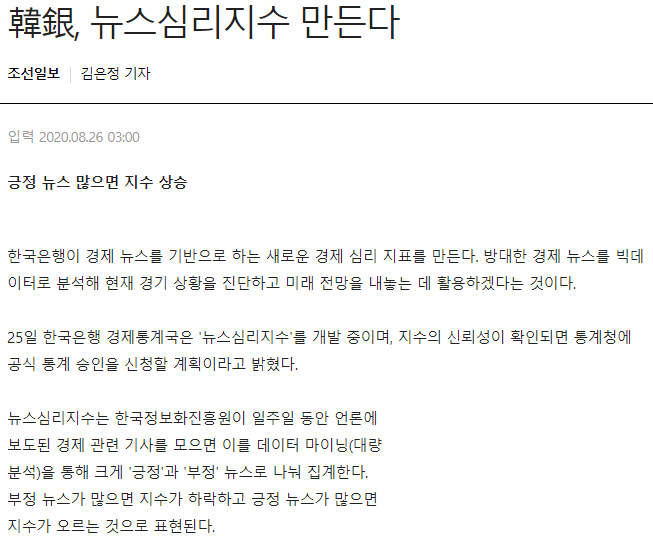 韓銀, 뉴스심리지수 만든다
조선일보 | 김은정 기자
입력 2020.08.26 03:00
긍정 뉴스 많으면 지수 상승
한국은행이 경제 뉴스를 기반으로 하는 새로운 경제 심리 지표를 만든다. 방대한 경제 뉴스를 빅데
이터로 분석해 현재 경기 상황을 진단하고 미래 전망을 내놓는 데 활용하겠다는 것이다.
25일 한국은행 경제통계국은 '뉴스심리지수'를 개발 중이며, 지수의 신뢰성이 확인되면 통계청에
공식 통계 승인을 신청할 계획이라고 밝혔다.
뉴스심리지수는 한국정보화진흥원이 일주일 동안 언론에
보도된 경제 관련 기사를 모으면 이를 데이터 마이닝(대량
분석)을 통해 크게 '긍정'과 '부정' 뉴스로 나눠 집계한다.
부정 뉴스가 많으면 지수가 하락하고 긍정 뉴스가 많으면
지수가 오르는 것으로 표현된다.